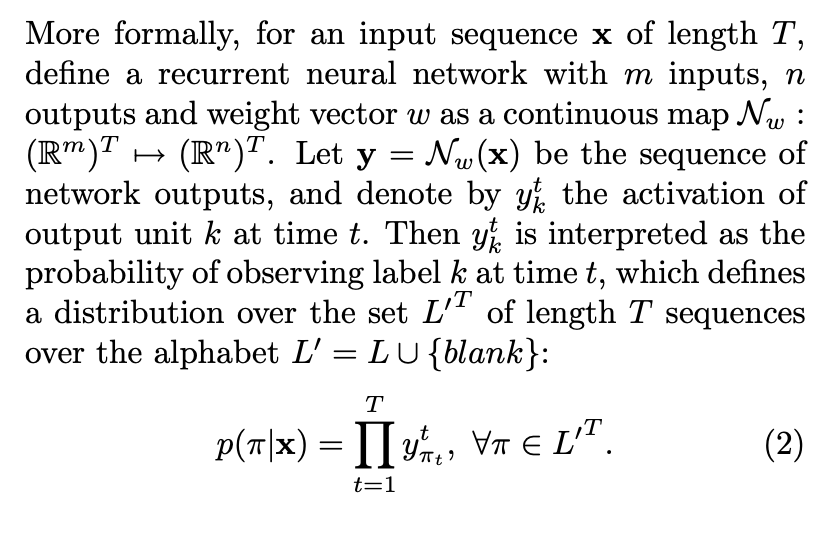 More formally, for an input sequence x of length T,
define a recurrent neural network with m inputs, n
outputs and weight vector w as a continuous map 𝒩_w :
(ℝ^m)^T ↦ (ℝ^n)^T. Let y = 𝒩_w(x) be the sequence of
network outputs, and denote by y_k^t the activation of
output unit k at time t. Then y_k^t is interpreted as the
probability of observing label k at time t, which defines
a distribution over the set L′^T of length T sequences
over the alphabet L′ = L ∪ {blank}:
p(π|x) = ∏_{t=1}^{T} y_{π_t}^t, ∀π ∈ L′^T. (2)